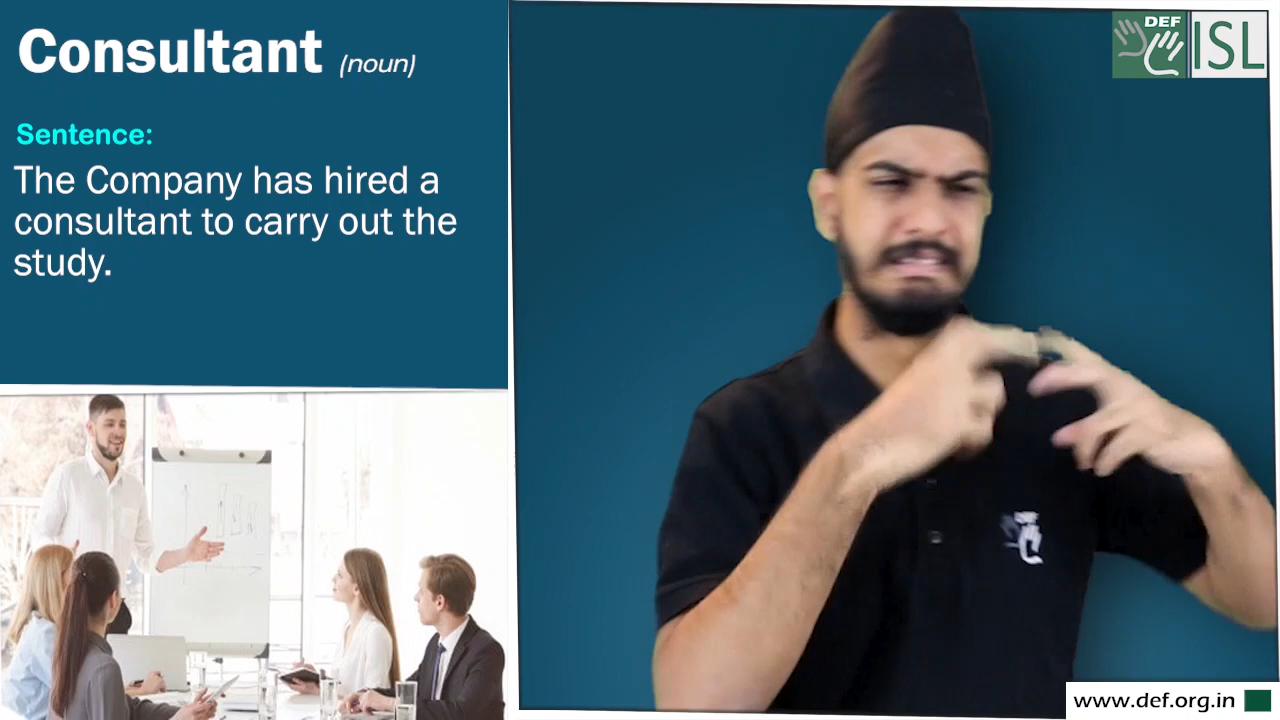 Consultant (noun)
Sentence:
The Company has hired a
consultant to carry out the
study.
DEF
ISL
www.def.org.in